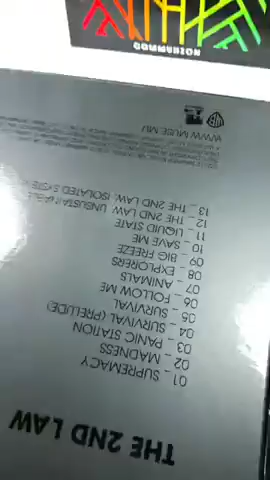 THE 2ND LAW
01 - SUPREMACY
02 - MADNESS
03 - PANIC STATION
04 - SURVIVAL (PRELUDE)
05 - SURVIVAL
06 - FOLLOW ME
07 - ANIMALS
08 - EXPLORERS
09 - BIG FREEZE
10 - SAVE ME
11 - LIQUID STATE
12 - THE 2ND LAW: UNSUSTAINABLE
13 - THE 2ND LAW: ISOLATED SYSTE
WWW.MUSE.MU
COMPANION